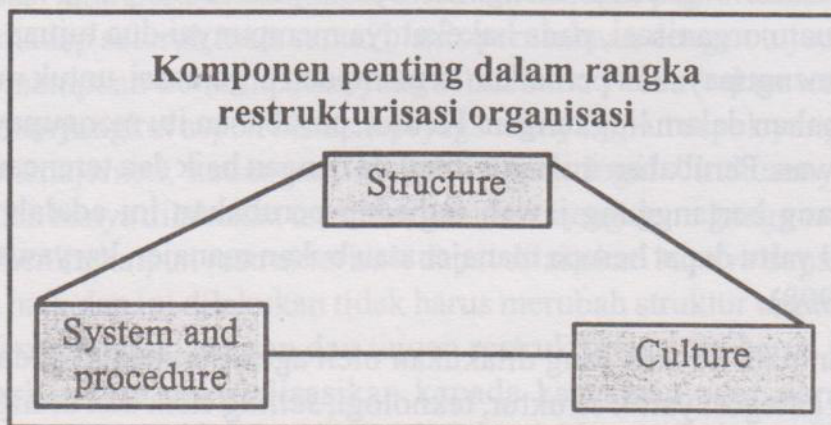 Komponen penting dalam rangka
restrukturisasi organisasi
Structure
System and
procedure
Culture